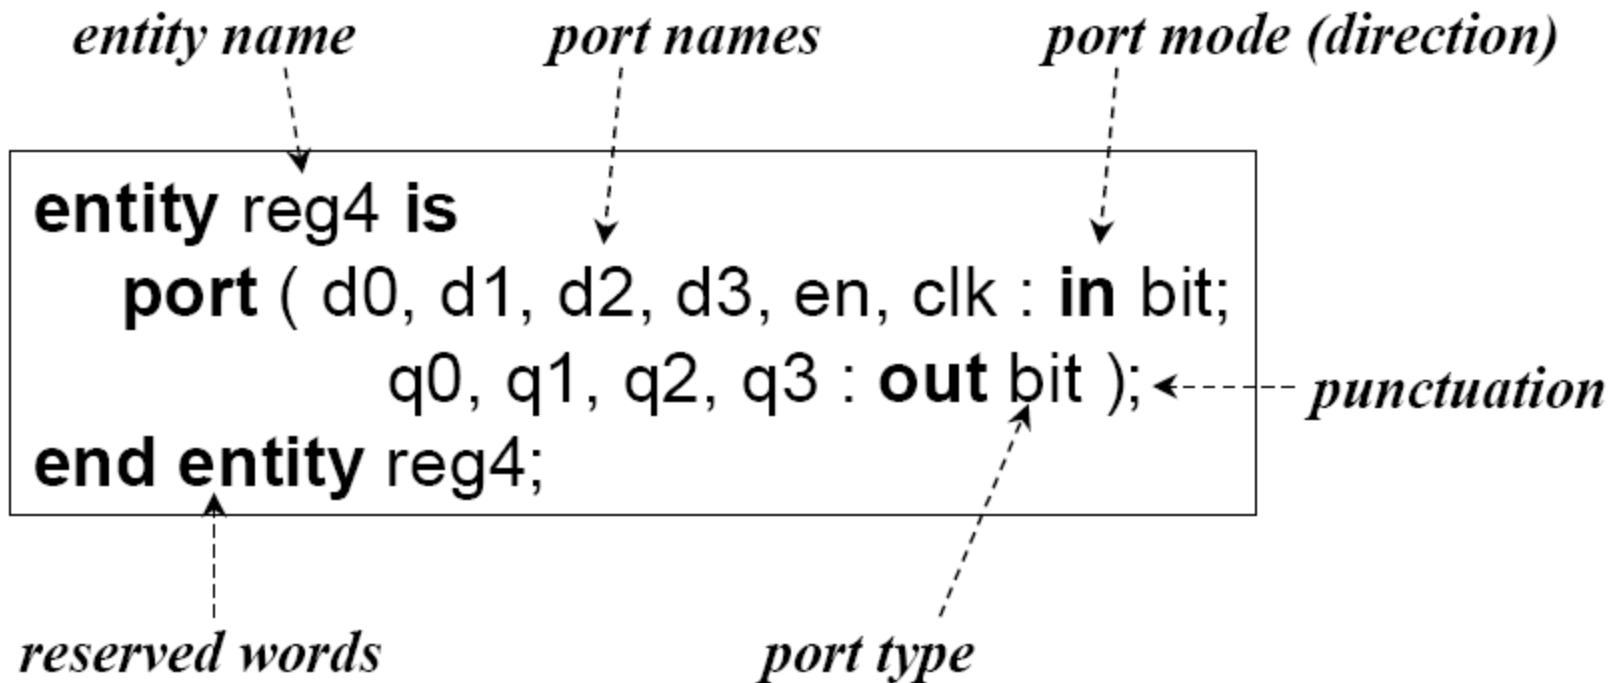 entity name port names port mode (direction)
entity reg4 is
port ( d0, d1, d2, d3, en, clk : in bit;
q0, q1, q2, q3 : out bit );
punctuation
end entity reg4;
reserved words port type